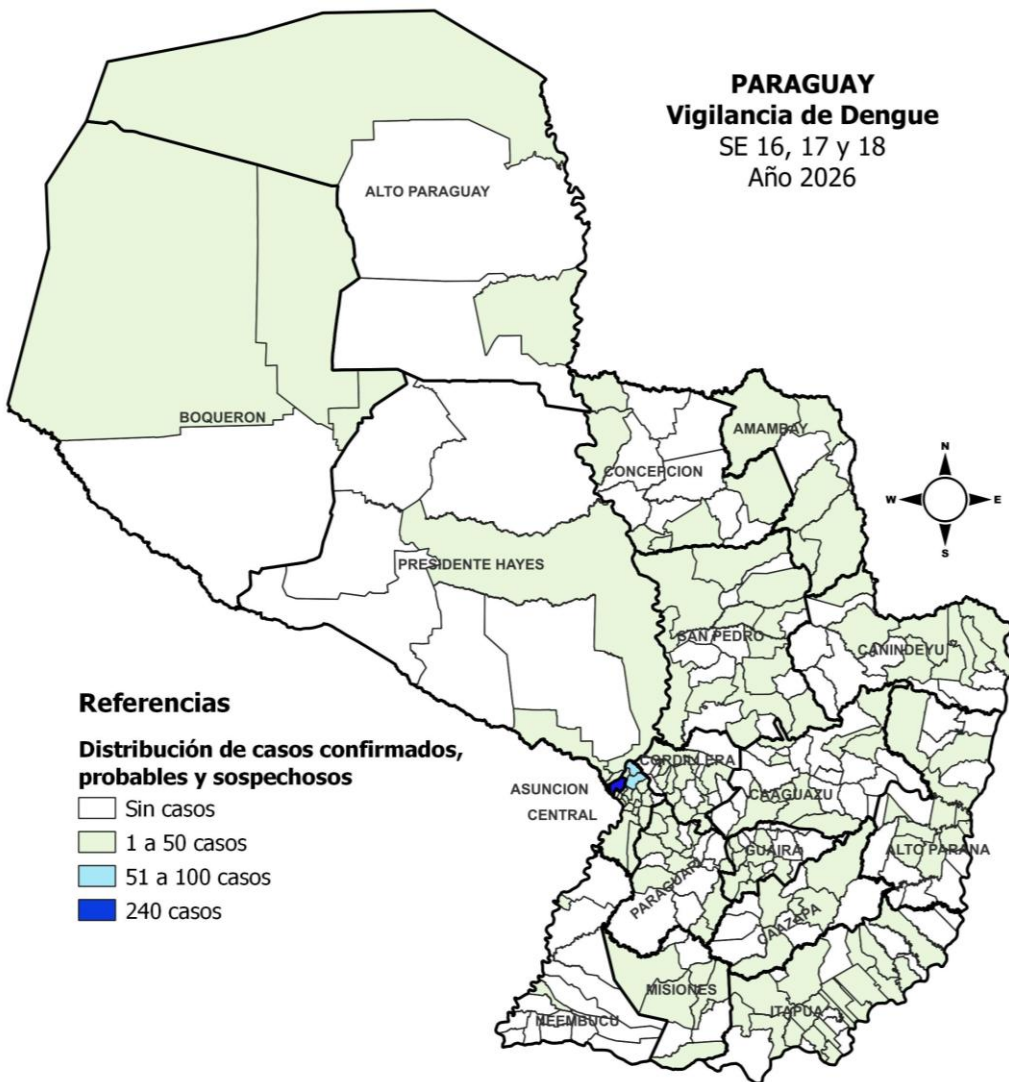 PARAGUAY
Vigilancia de Dengue
SE 16, 17 y 18
Año 2026
ALTO PARAGUAY
BOQUERON
AMAMBAY
CONCEPCION
N
W
E
S
PRESIDENTE HAYES
SAN PEDRO
CANINDEYU
Referencias
Distribución de casos confirmados,
probables y sospechosos
Sin casos
1 a 50 casos
51 a 100 casos
240 casos
CORDILLERA
ASUNCION
CENTRAL
CAAGUAZU
GUAIRA
ALTO PARANA
PARAGUARI
CAAZAPA
MISIONES
ITAPUA
ÑEEMBUCU